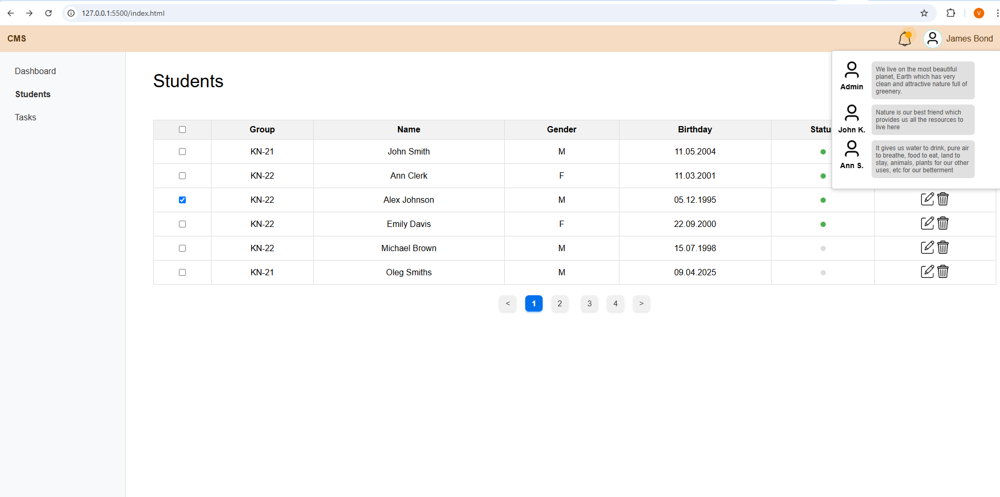 127.0.0.1:5500/index.html
V
CMS
James Bond
Dashboard
Students
Tasks
Students
Admin
We live on the most beautiful
planet, Earth which has very
clean and attractive nature full of
greenery.
John K.
Nature is our best friend which
provides us all the resources to
live here
Ann S.
It gives us water to drink, pure air
to breathe, food to eat, land to
stay, animals, plants for our other
uses, etc for our betterment
Group Name Gender Birthday Statu
KN-21 John Smith M 11.05.2004
KN-22 Ann Clerk F 11.03.2001
KN-22 Alex Johnson M 05.12.1995
KN-22 Emily Davis F 22.09.2000
KN-22 Michael Brown M 15.07.1998
KN-21 Oleg Smiths M 09.04.2025
< 1 2 3 4 >